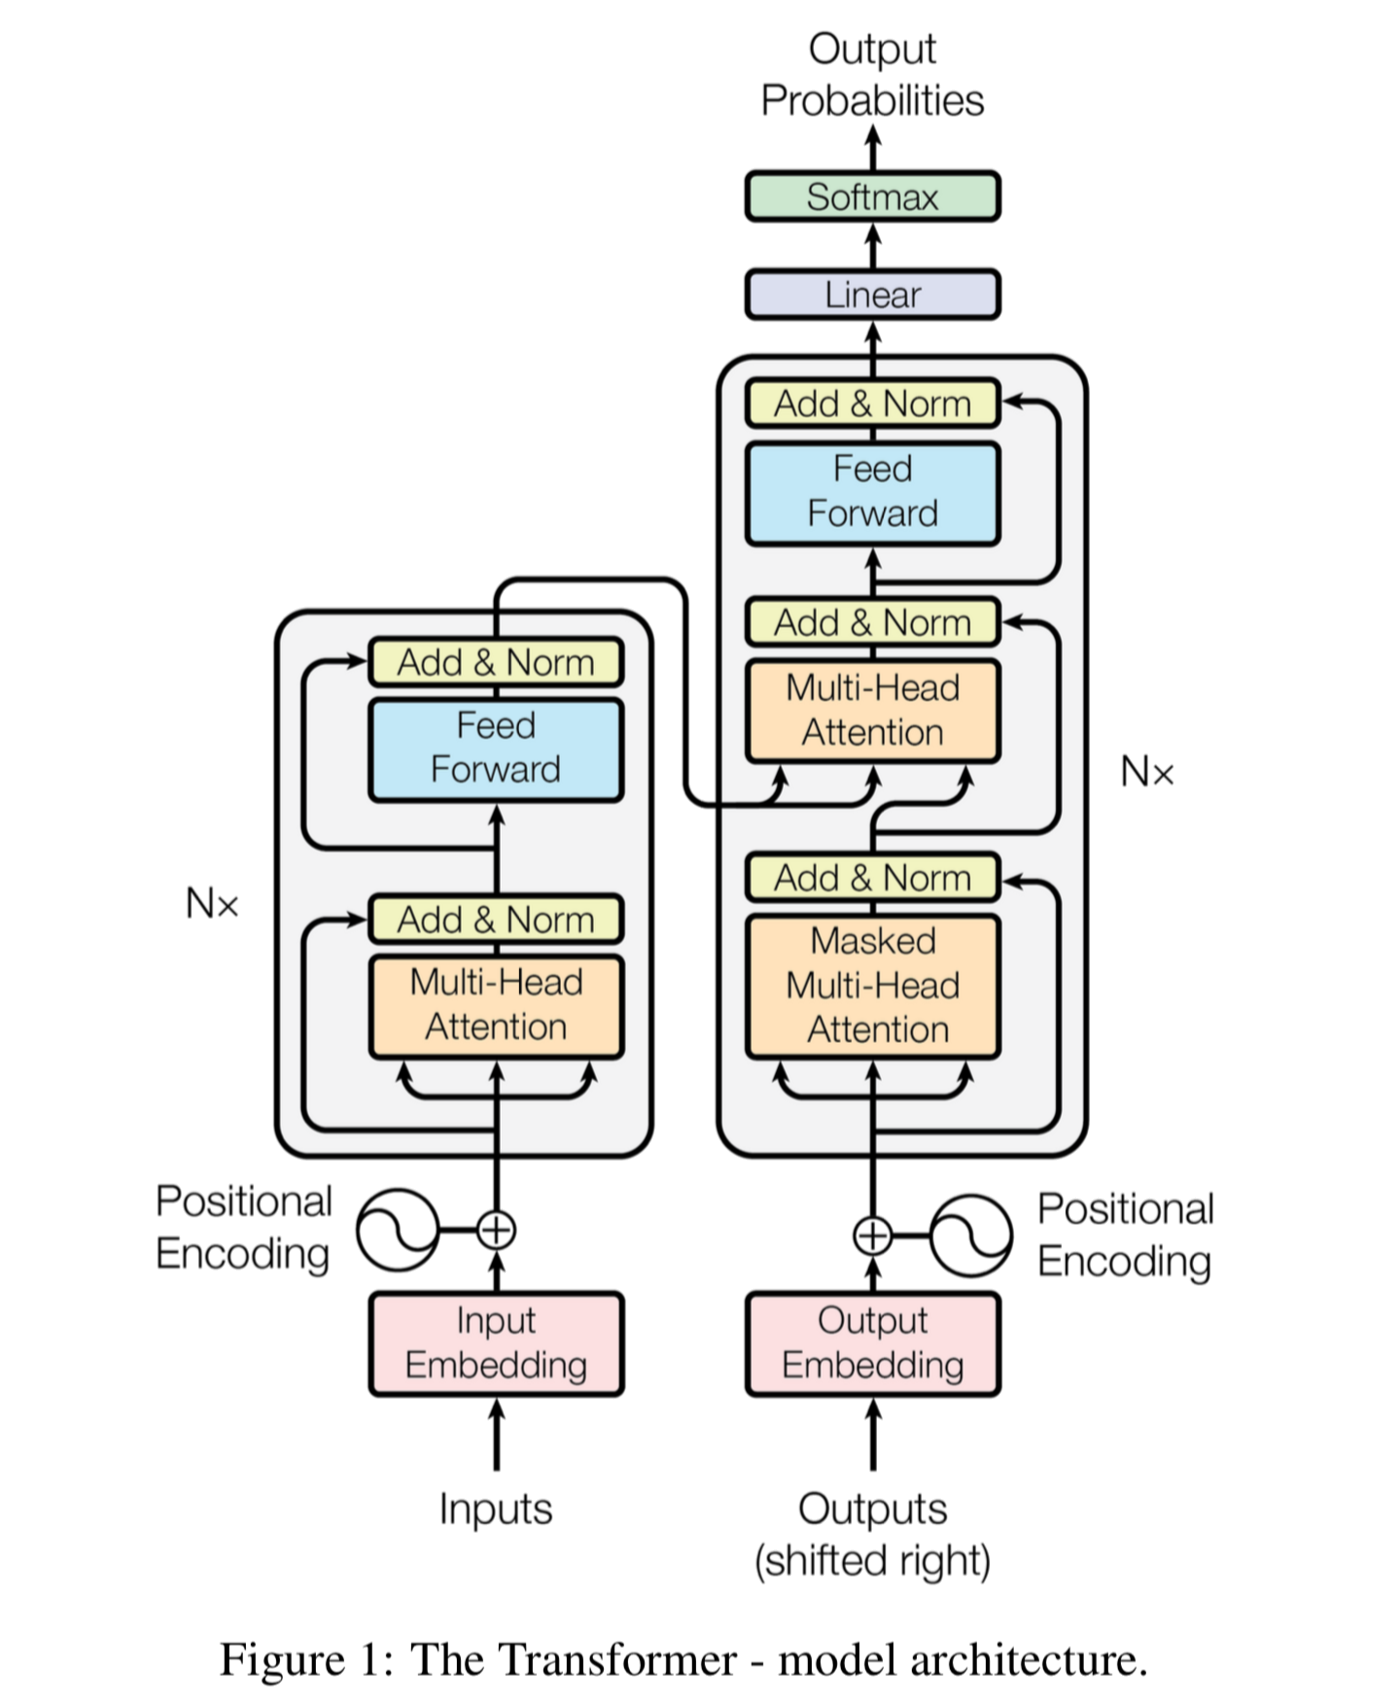 Output
Probabilities
Softmax
Linear
Add & Norm
Feed
Forward
Add & Norm
Multi-Head
Attention
Add & Norm
Masked
Multi-Head
Attention
N×
Add & Norm
Feed
Forward
Add & Norm
Multi-Head
Attention
N×
Positional
Encoding
Positional
Encoding
Input
Embedding
Output
Embedding
Inputs
Outputs
(shifted right)
Figure 1: The Transformer - model architecture.